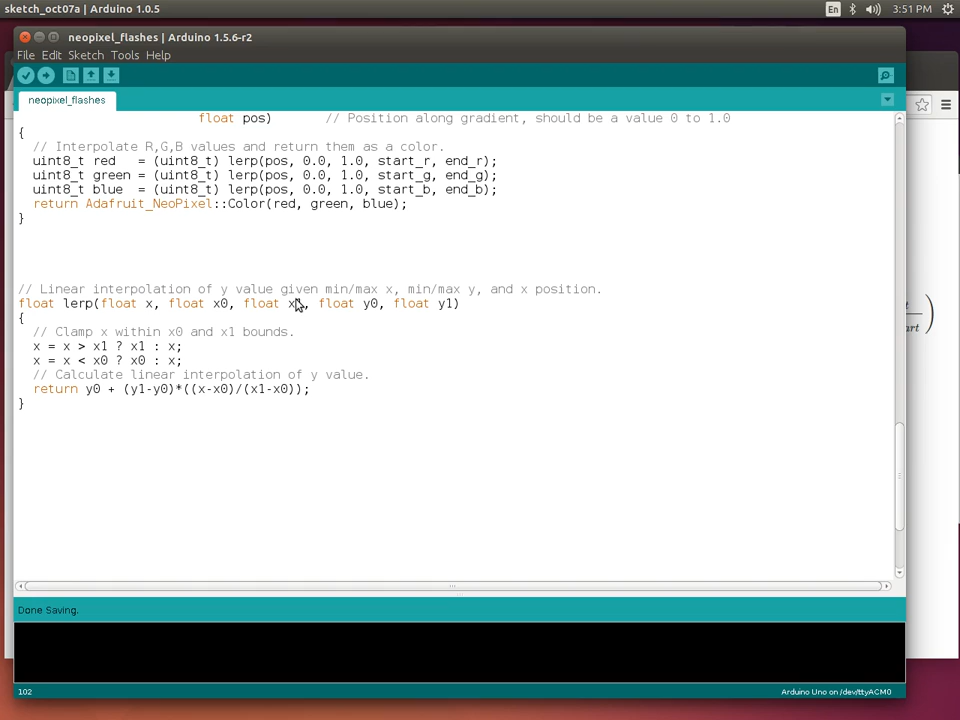 sketch_oct07a | Arduino 1.0.5
En
3:51 PM
neopixel_flashes | Arduino 1.5.6-r2
File Edit Sketch Tools Help
neopixel_flashes
float pos) // Position along gradient, should be a value 0 to 1.0
{
// Interpolate R,G,B values and return them as a color.
uint8_t red = (uint8_t) lerp(pos, 0.0, 1.0, start_r, end_r);
uint8_t green = (uint8_t) lerp(pos, 0.0, 1.0, start_g, end_g);
uint8_t blue = (uint8_t) lerp(pos, 0.0, 1.0, start_b, end_b);
return Adafruit_NeoPixel::Color(red, green, blue);
}
// Linear interpolation of y value given min/max x, min/max y, and x position.
float lerp(float x, float x0, float x1, float y0, float y1)
{
// Clamp x within x0 and x1 bounds.
x = x > x1 ? x1 : x;
x = x < x0 ? x0 : x;
// Calculate linear interpolation of y value.
return y0 + (y1-y0)*((x-x0)/(x1-x0));
}
Done Saving.
102
Arduino Uno on /dev/ttyACM0